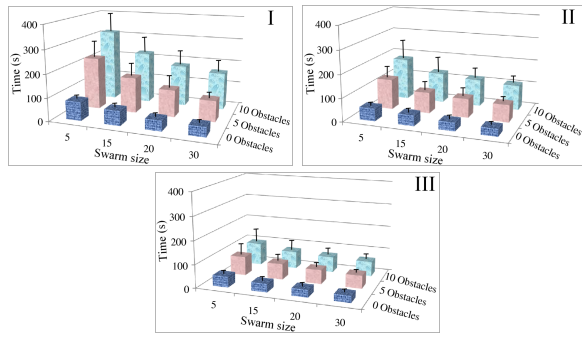 I
Time (s)
400
300
200
100
0
5 15 20 30
Swarm size
10 Obstacles
5 Obstacles
0 Obstacles
II
Time (s)
400
300
200
100
0
5 15 20 30
Swarm size
10 Obstacles
5 Obstacles
0 Obstacles
III
Time (s)
400
300
200
100
0
5 15 20 30
Swarm size
10 Obstacles
5 Obstacles
0 Obstacles